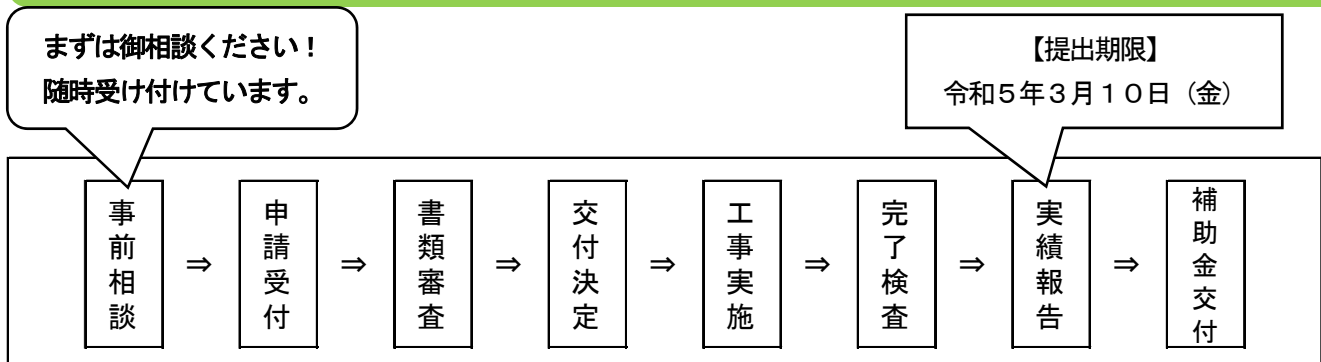 まずは御相談ください！
随時受け付けています。
【提出期限】
令和５年３月１０日（金）
事前相談 ⇒ 申請受付 ⇒ 書類審査 ⇒ 交付決定 ⇒ 工事実施 ⇒ 完了検査 ⇒ 実績報告 ⇒ 補助金交付